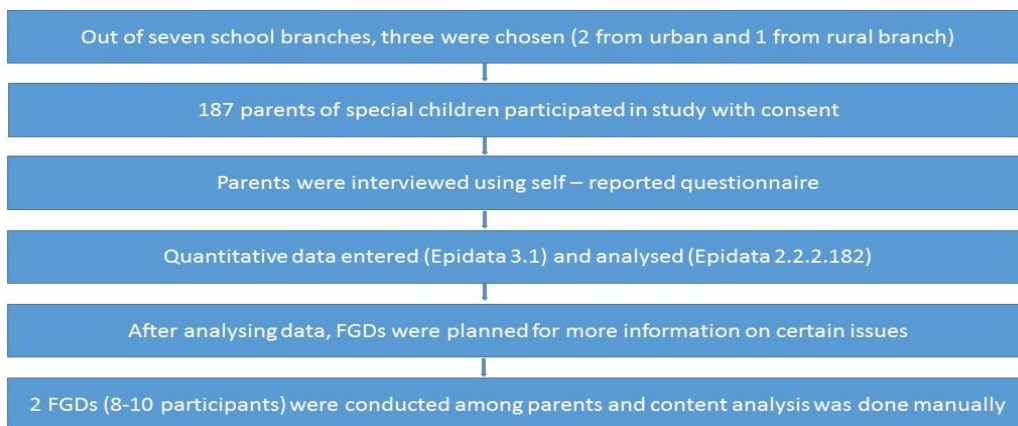 Out of seven school branches, three were chosen (2 from urban and 1 from rural branch)
187 parents of special children participated in study with consent
Parents were interviewed using self – reported questionnaire
Quantitative data entered (Epidata 3.1) and analysed (Epidata 2.2.2.182)
After analysing data, FGDs were planned for more information on certain issues
2 FGDs (8-10 participants) were conducted among parents and content analysis was done manually